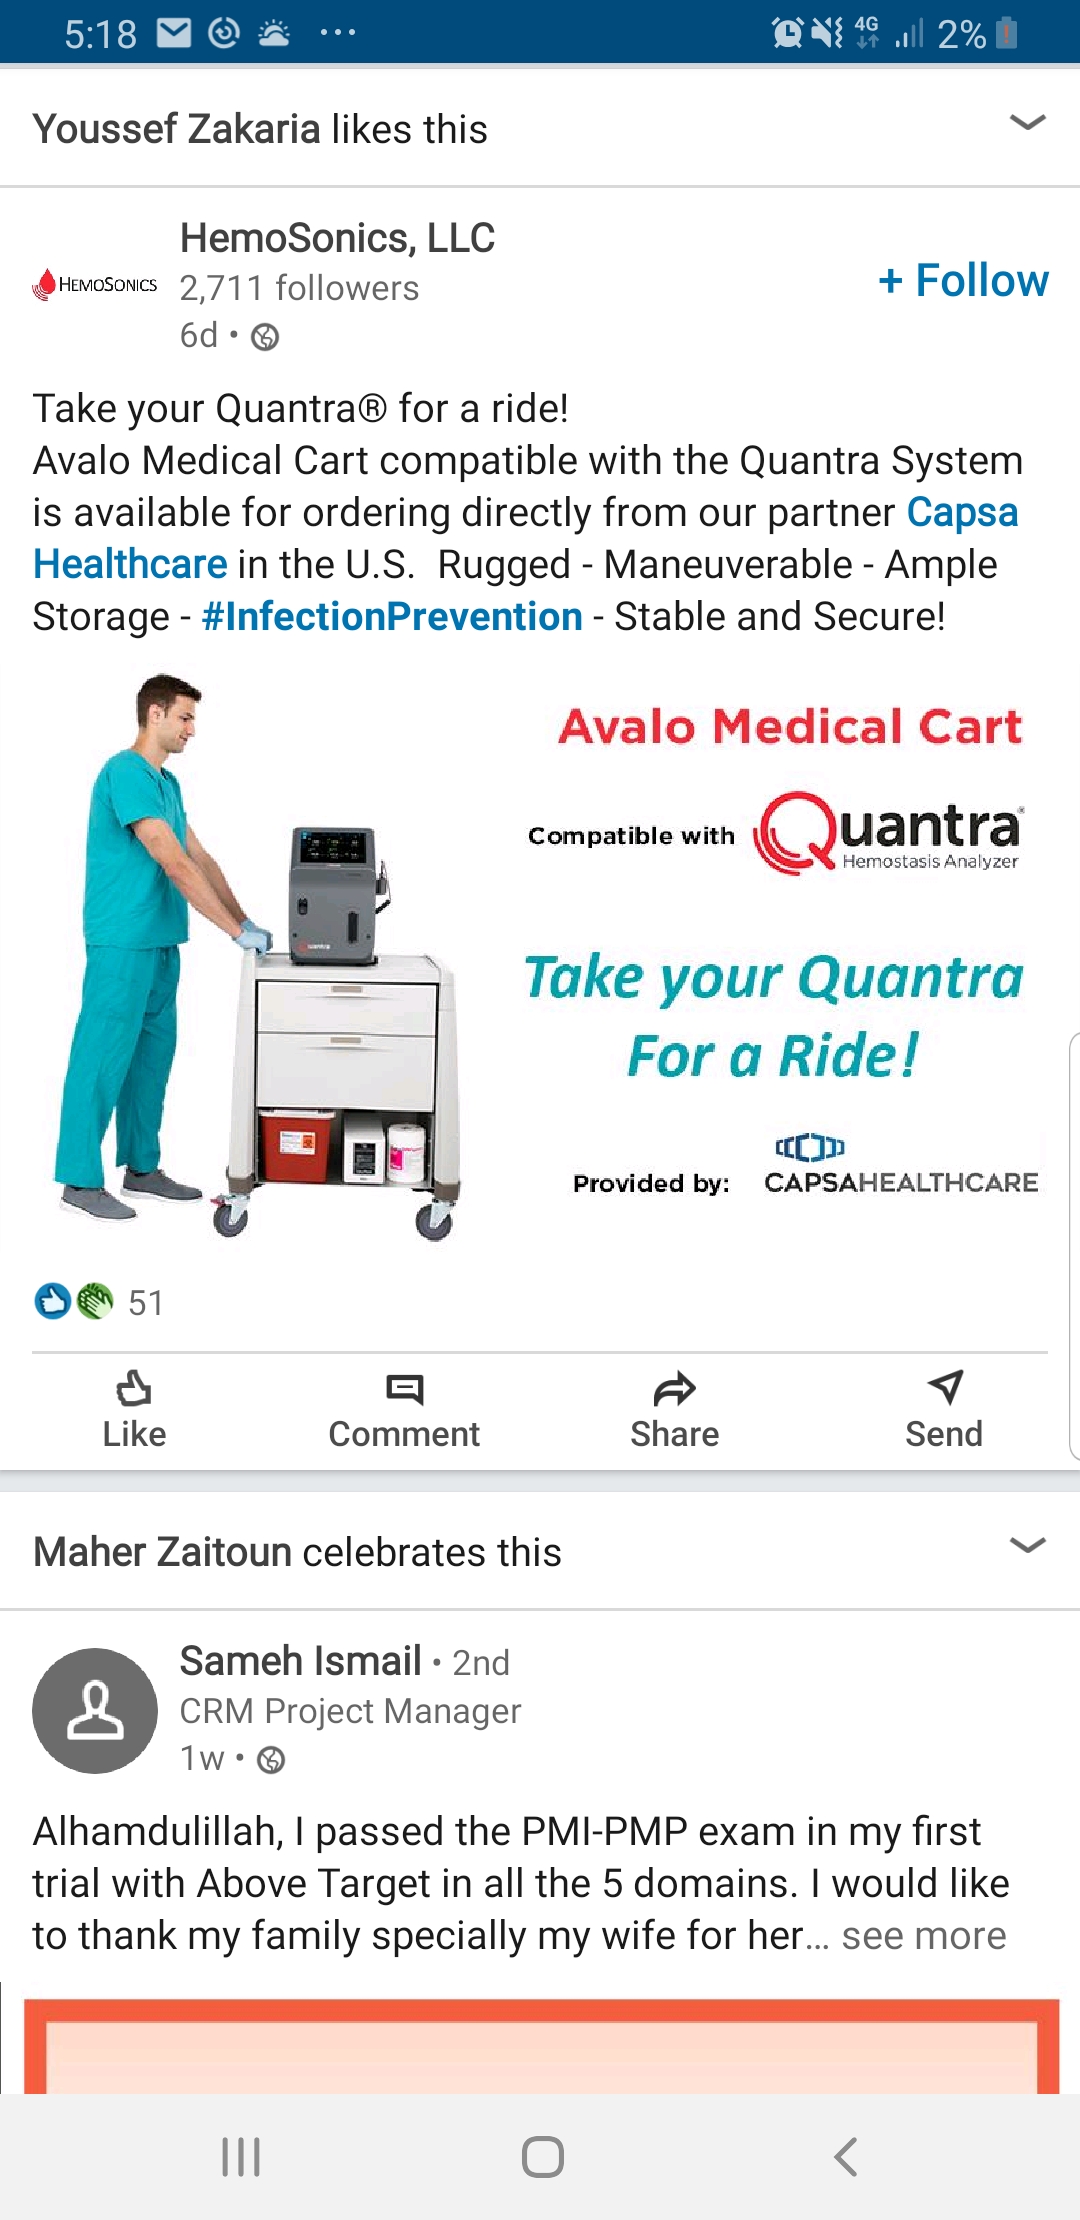 5:18
4G
2%
Youssef Zakaria likes this
HemoSonics, LLC
HEMOSONICS
2,711 followers
+ Follow
6d •
Take your Quantra® for a ride!
Avalo Medical Cart compatible with the Quantra System
is available for ordering directly from our partner Capsa
Healthcare in the U.S.  Rugged - Maneuverable - Ample
Storage - #InfectionPrevention - Stable and Secure!
Avalo Medical Cart
Compatible with
Quantra®
Hemostasis Analyzer
Quantra
Take your Quantra
For a Ride!
Provided by:
CAPSAHEALTHCARE
51
Like
Comment
Share
Send
Maher Zaitoun celebrates this
Sameh Ismail • 2nd
CRM Project Manager
1w •
Alhamdulillah, I passed the PMI-PMP exam in my first
trial with Above Target in all the 5 domains. I would like
to thank my family specially my wife for her... see more